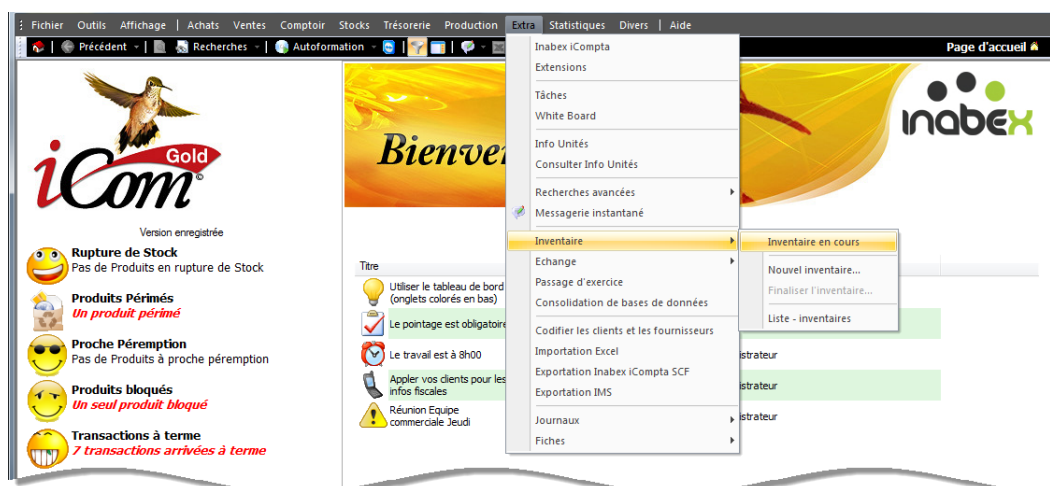 Fichier Outils Affichage | Achats Ventes Comptoir Stocks Trésorerie Production Extra Statistiques Divers | Aide
Précédent Recherches Autoformation Page d'accueil
Gold
iCom®
Version enregistrée
Rupture de Stock
Pas de Produits en rupture de Stock
Produits Périmés
Un produit périmé
Proche Péremption
Pas de Produits à proche péremption
Produits bloqués
Un seul produit bloqué
Transactions à terme
7 transactions arrivées à terme
Bienve
inabex
Titre
Utiliser le tableau de bord
(onglets colorés en bas)
Le pointage est obligatoire
Le travail est à 8h00
Appler vos clients pour les
infos fiscales
Réunion Equipe
commerciale Jeudi
istrateur
istrateur
istrateur
Inabex iCompta
Extensions
Tâches
White Board
Info Unités
Consulter Info Unités
Recherches avancées
Messagerie instantané
Inventaire
Echange
Passage d'exercice
Consolidation de bases de données
Codifier les clients et les fournisseurs
Importation Excel
Exportation Inabex iCompta SCF
Exportation IMS
Journaux
Fiches
Inventaire en cours
Nouvel inventaire...
Finaliser l'inventaire...
Liste - inventaires